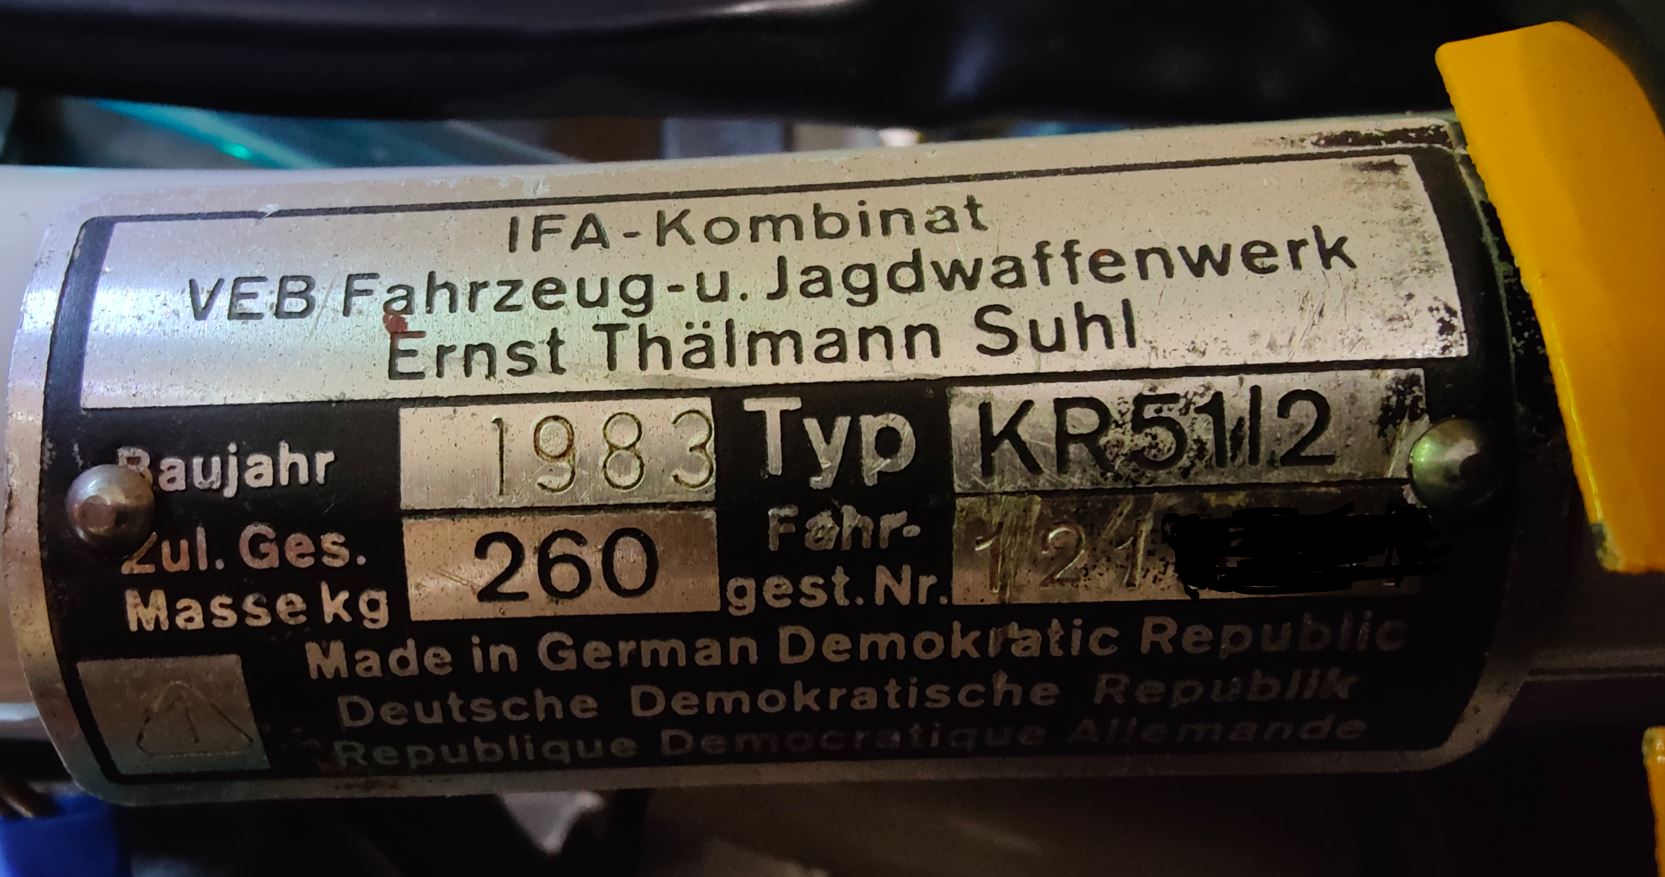 IFA-Kombinat
VEB Fahrzeug-u. Jagdwaffenwerk
Ernst Thälmann Suhl
Baujahr 1983 Typ KR51/2
Zul. Ges. Masse kg 260 Fahr-gest. Nr. 121
Made in German Demokratic Republic
Deutsche Demokratische Republik
Republique Democratique Allemande